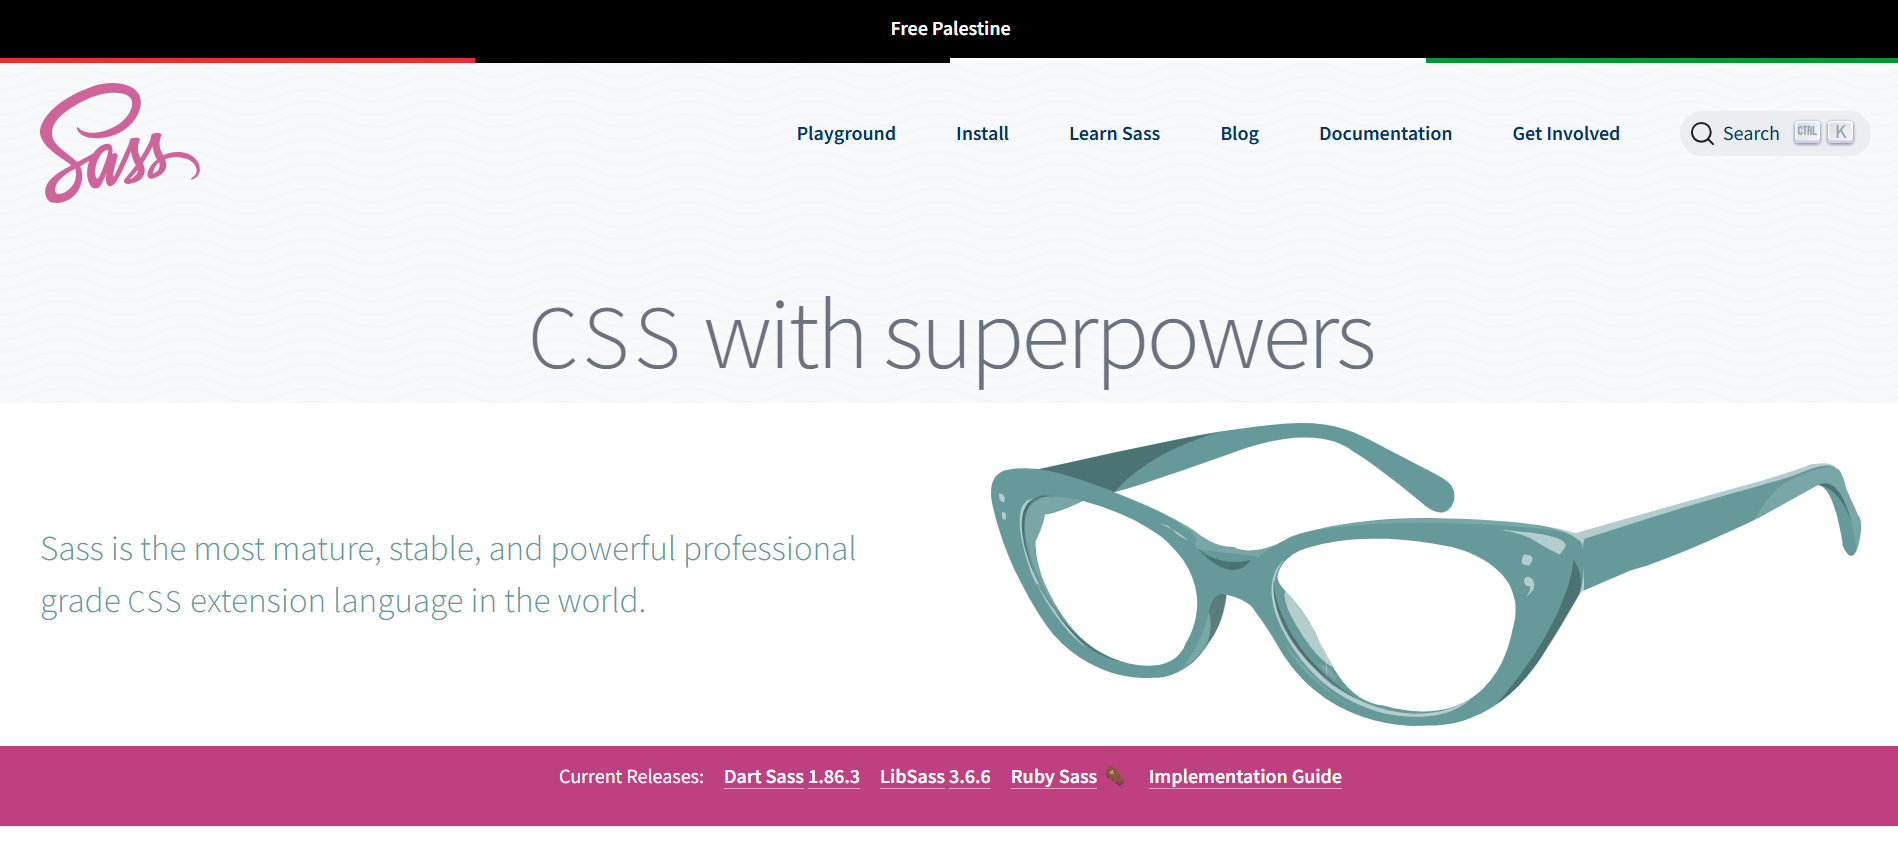 Free Palestine
Sass
Playground Install Learn Sass Blog Documentation Get Involved Search CTRL K
CSS with superpowers
Sass is the most mature, stable, and powerful professional
grade CSS extension language in the world.
Current Releases: Dart Sass 1.86.3 LibSass 3.6.6 Ruby Sass ⚰️ Implementation Guide